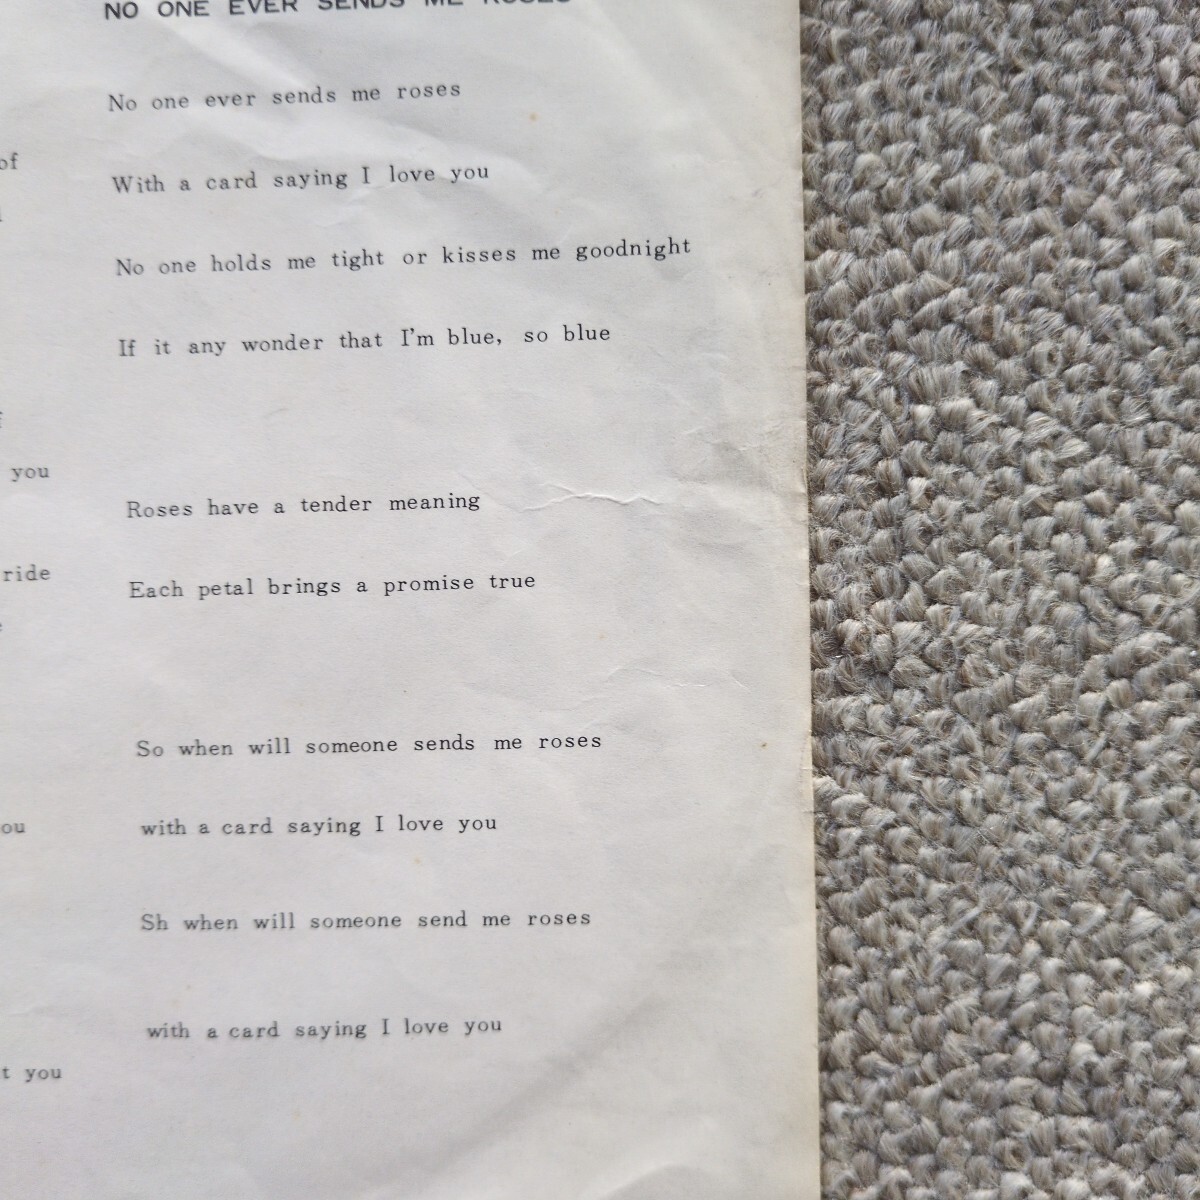 NO ONE EVER SENDS ME ROSES
No one ever sends me roses
With a card saying I love you
No one holds me tight or kisses me goodnight
If it any wonder that I'm blue, so blue
Roses have a tender meaning
Each petal brings a promise true
So when will someone sends me roses
with a card saying I love you
Sh when will someone send me roses
with a card saying I love you
of
you
ride
ou
t you